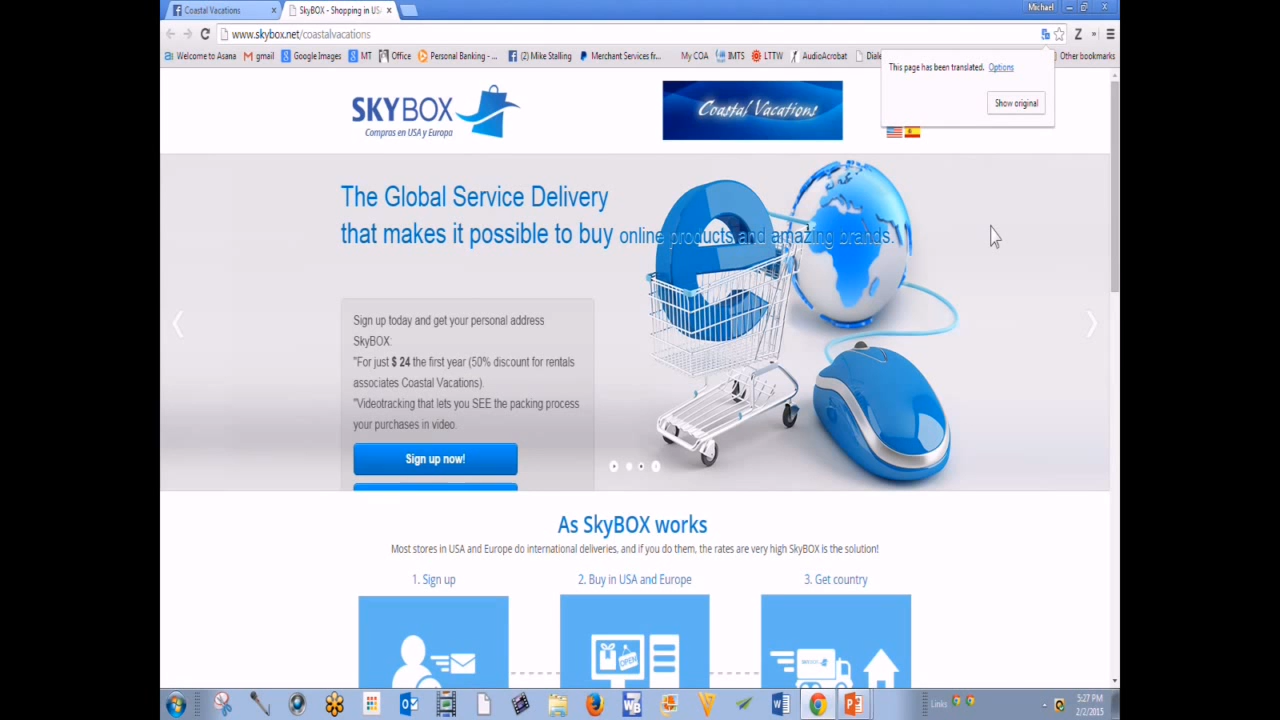 Coastal Vacations
SkyBOX - Shopping in US
Michael
www.skybox.net/coastalvacations
Welcome to Asana
gmail
Google Images
MT
Office
Personal Banking - ...
Mike Stalling
Merchant Services fr...
My COA
IMTS
LTTW
AudioAcrobat
Diale
Other bookmarks
This page has been translated. Options
Show original
SKYBOX
Compras en USA y Europa
Coastal Vacations
The Global Service Delivery
that makes it possible to buy online products and amazing brands.
Sign up today and get your personal address
SkyBOX:
"For just $ 24 the first year (50% discount for rentals
associates Coastal Vacations).
"Videotracking that lets you SEE the packing process
your purchases in video.
Sign up now!
As SkyBOX works
Most stores in USA and Europe do international deliveries, and if you do them, the rates are very high SkyBOX is the solution!
1. Sign up
2. Buy in USA and Europe
3. Get country
OPEN
SKYBOX
Links
5:27 PM
2/2/2015